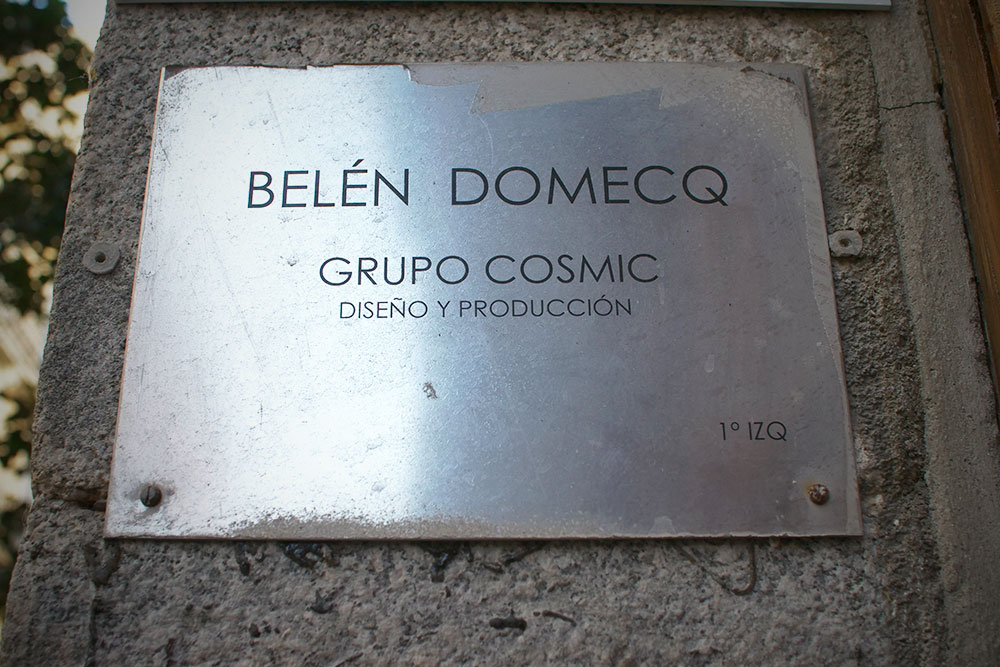 BELÉN DOMECQ
GRUPO COSMIC
DISEÑO Y PRODUCCIÓN
1º IZQ